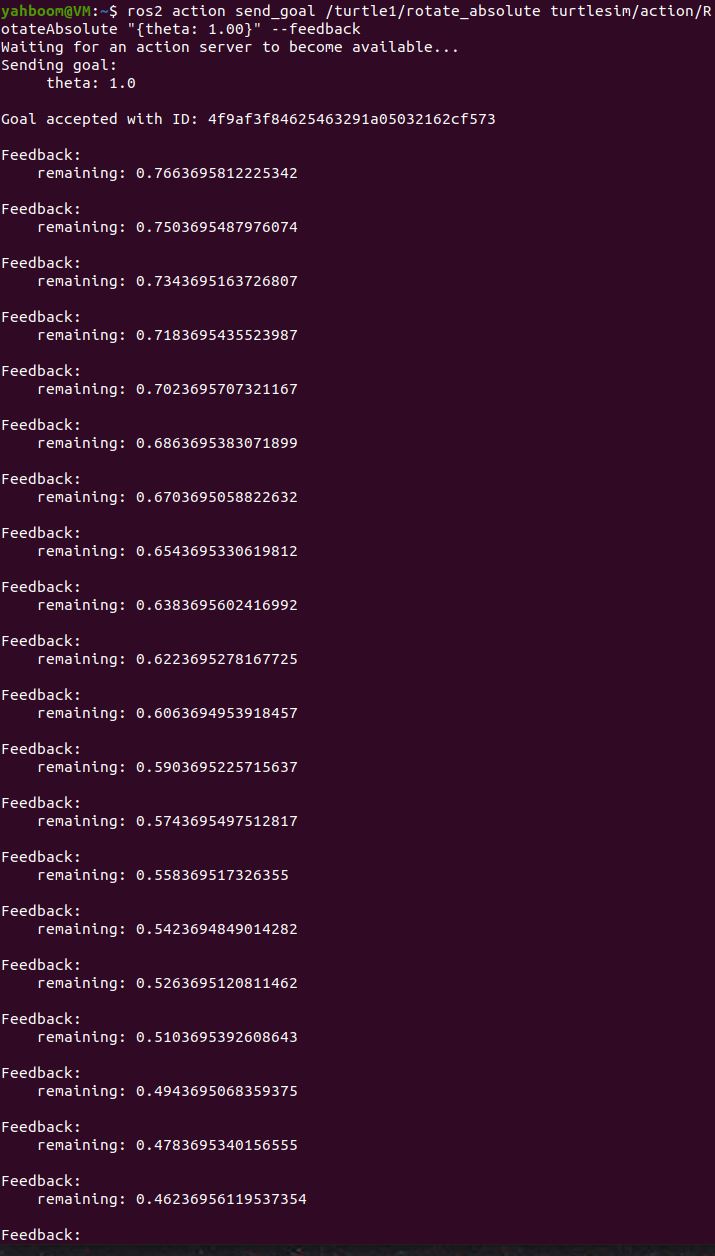 yahboom@VM:~$ ros2 action send_goal /turtle1/rotate_absolute turtlesim/action/R
otateAbsolute "{theta: 1.00}" --feedback
Waiting for an action server to become available...
Sending goal:
     theta: 1.0

Goal accepted with ID: 4f9af3f84625463291a05032162cf573

Feedback:
    remaining: 0.7663695812225342

Feedback:
    remaining: 0.7503695487976074

Feedback:
    remaining: 0.7343695163726807

Feedback:
    remaining: 0.7183695435523987

Feedback:
    remaining: 0.7023695707321167

Feedback:
    remaining: 0.6863695383071899

Feedback:
    remaining: 0.6703695058822632

Feedback:
    remaining: 0.6543695330619812

Feedback:
    remaining: 0.6383695602416992

Feedback:
    remaining: 0.6223695278167725

Feedback:
    remaining: 0.6063694953918457

Feedback:
    remaining: 0.5903695225715637

Feedback:
    remaining: 0.5743695497512817

Feedback:
    remaining: 0.558369517326355

Feedback:
    remaining: 0.5423694849014282

Feedback:
    remaining: 0.5263695120811462

Feedback:
    remaining: 0.5103695392608643

Feedback:
    remaining: 0.4943695068359375

Feedback:
    remaining: 0.4783695340156555

Feedback:
    remaining: 0.46236956119537354

Feedback: